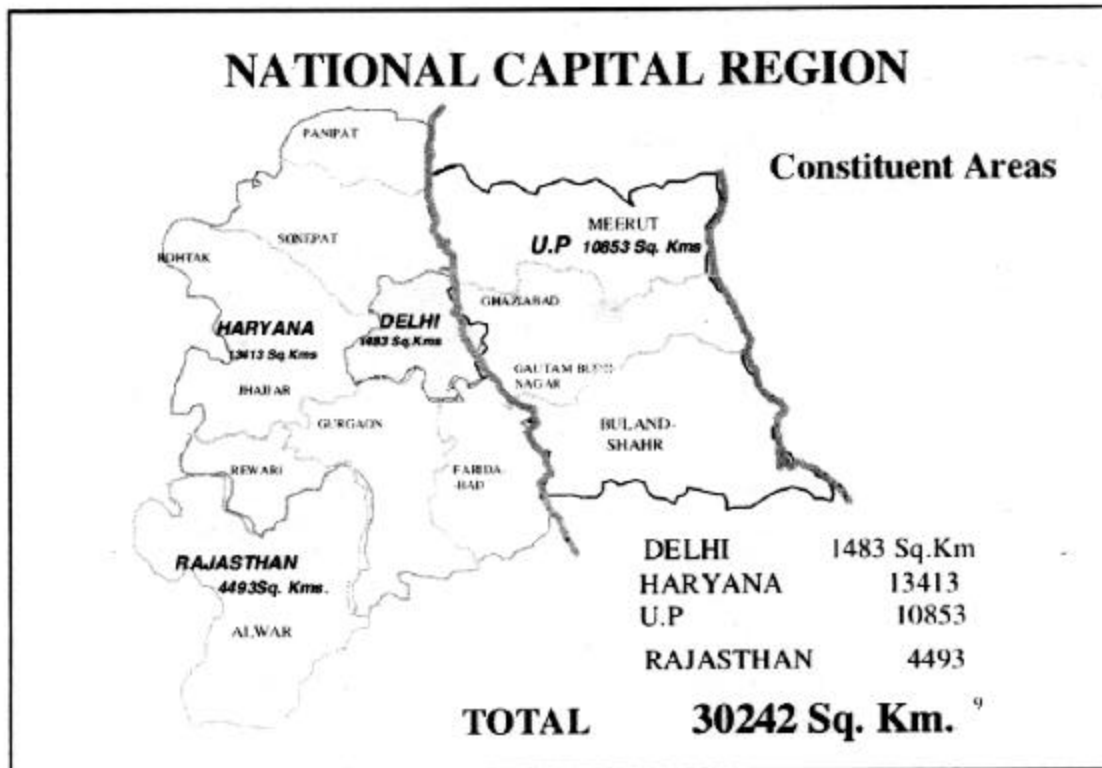 NATIONAL CAPITAL REGION
Constituent Areas
PANIPAT
MEERUT
U.P 10853 Sq. Kms
SONEPAT
ROHTAK
GHAZIABAD
HARYANA
13413 Sq Kms
DELHI
1483 Sq.Kms
GAUTAM BUDH
NAGAR
JHAJJAR
GURGAON
BULAND-
SHAHR
REWARI
FARIDA-
-BAD
RAJASTHAN
4493Sq. Kms.
ALWAR
DELHI 1483 Sq.Km
HARYANA 13413
U.P 10853
RAJASTHAN 4493
TOTAL 30242 Sq. Km.
9